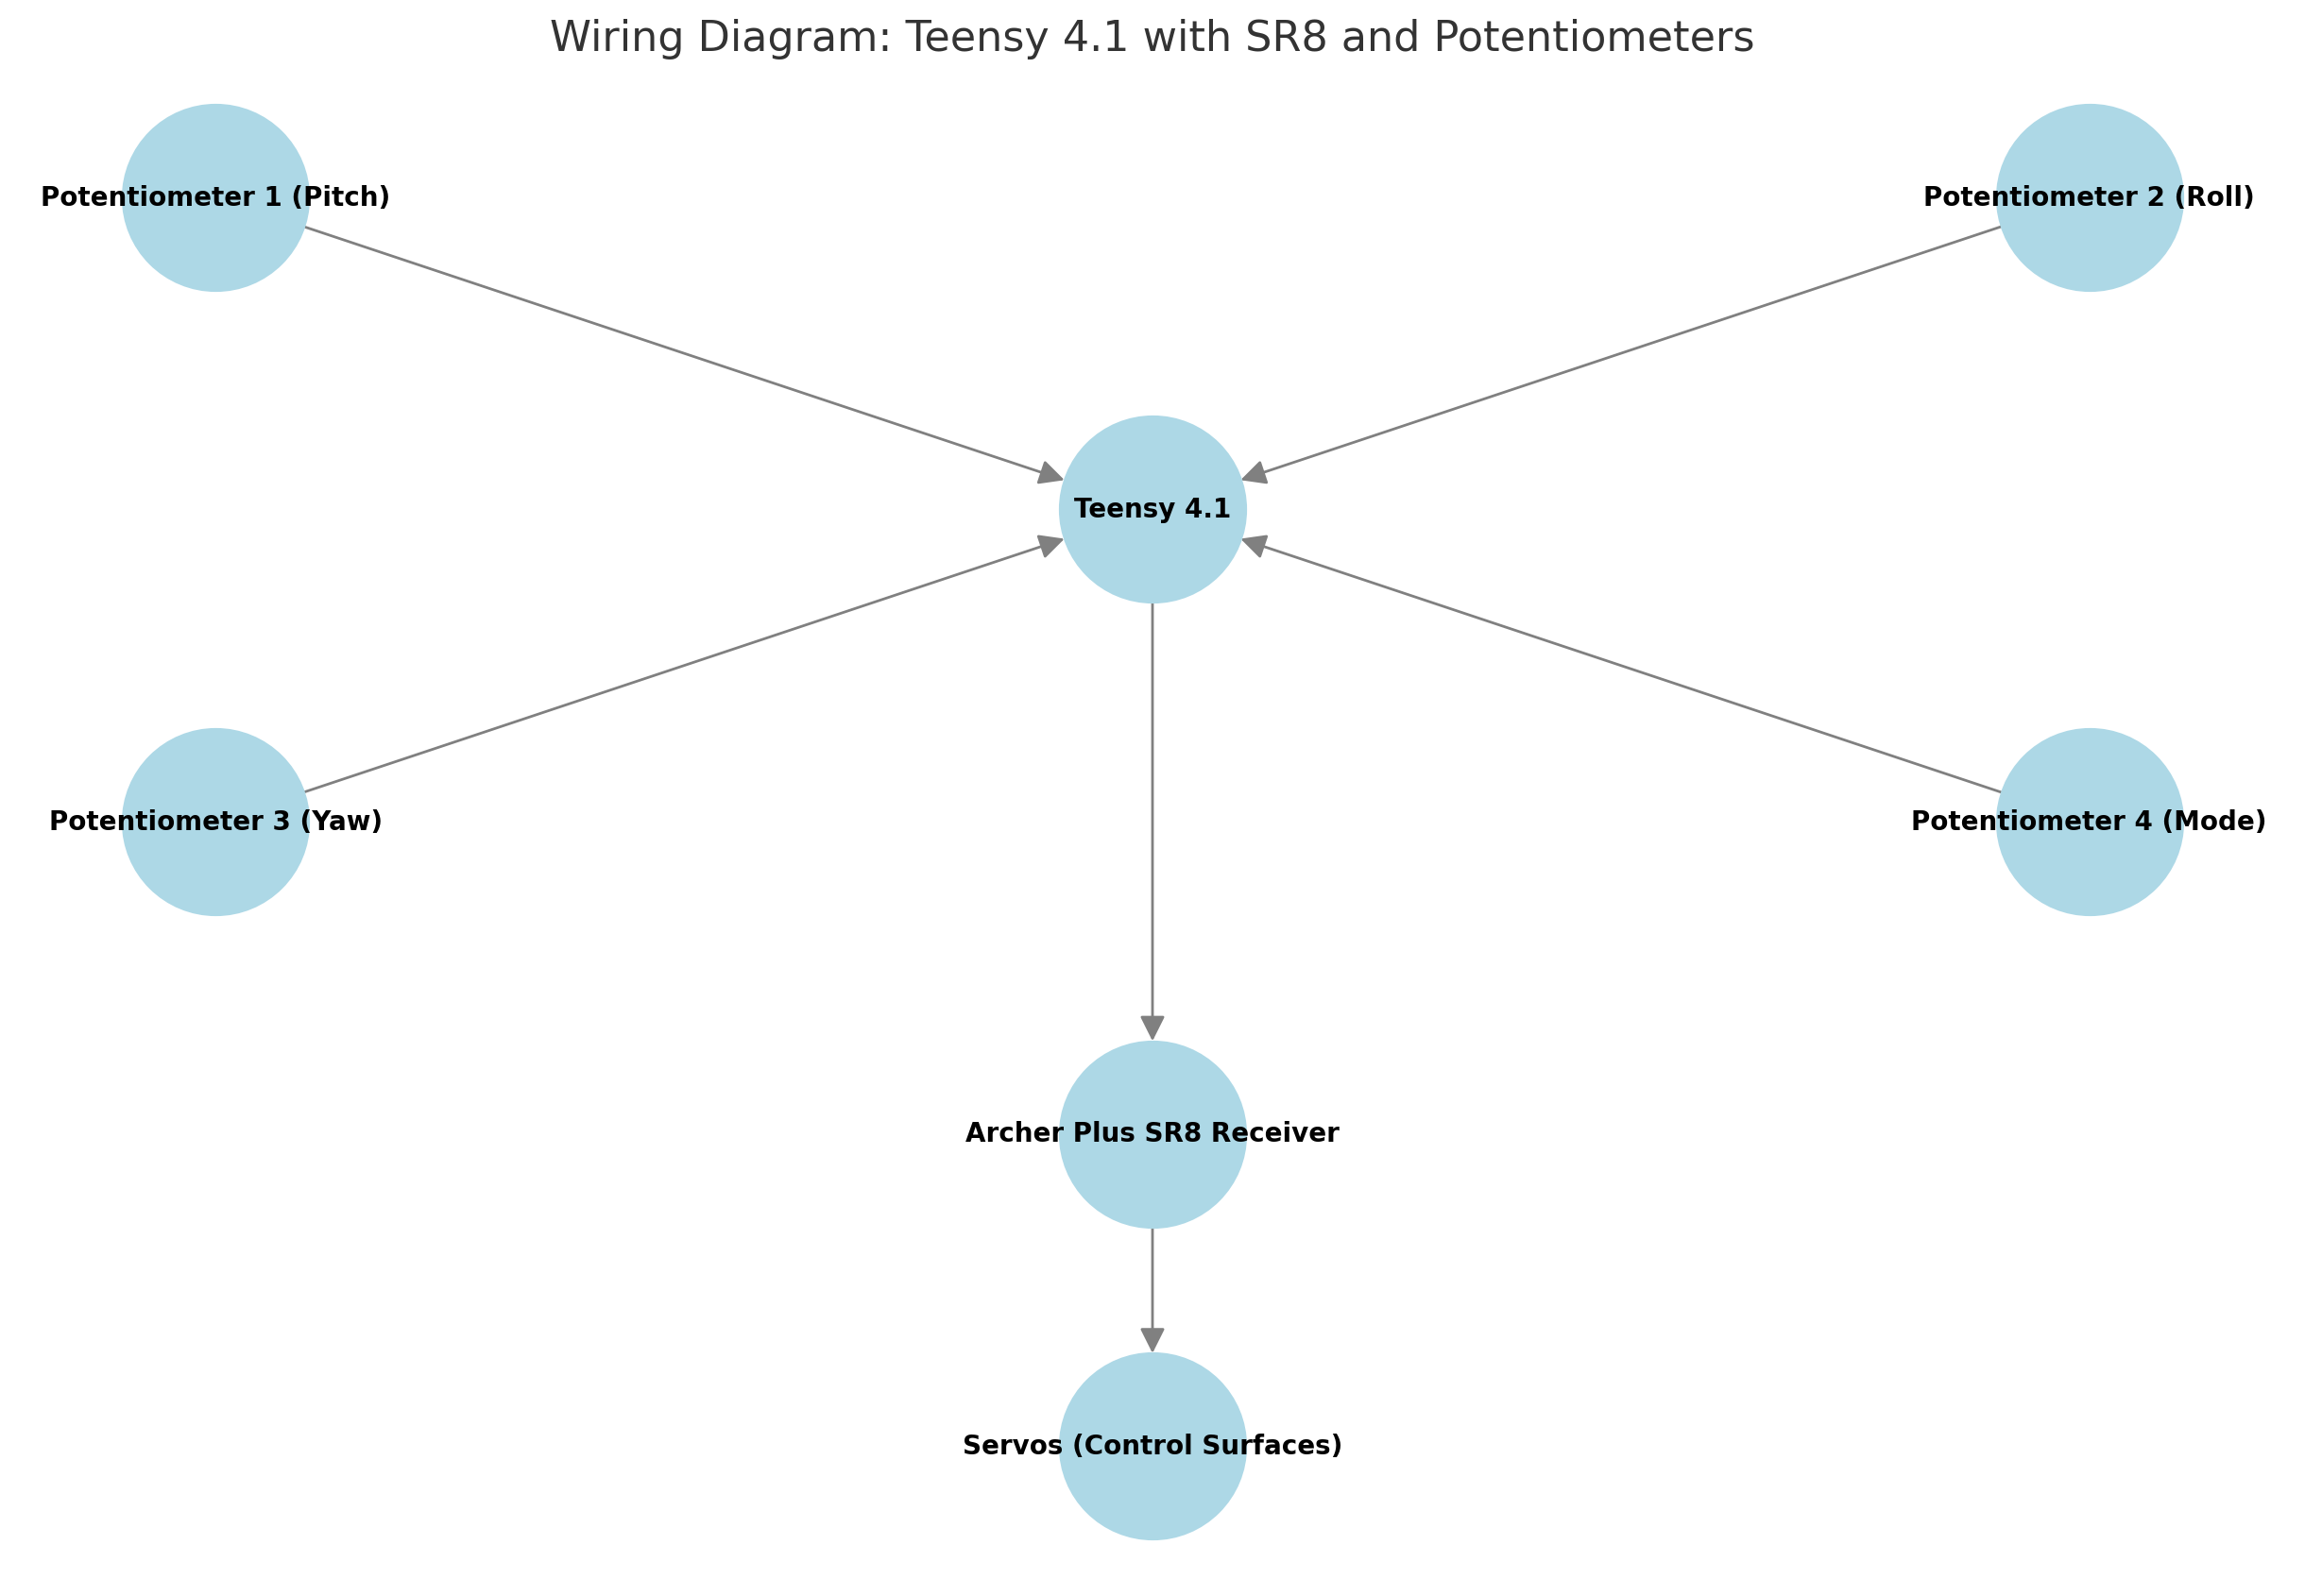 Wiring Diagram: Teensy 4.1 with SR8 and Potentiometers
Potentiometer 1 (Pitch)
Potentiometer 2 (Roll)
Teensy 4.1
Potentiometer 3 (Yaw)
Potentiometer 4 (Mode)
Archer Plus SR8 Receiver
Servos (Control Surfaces)